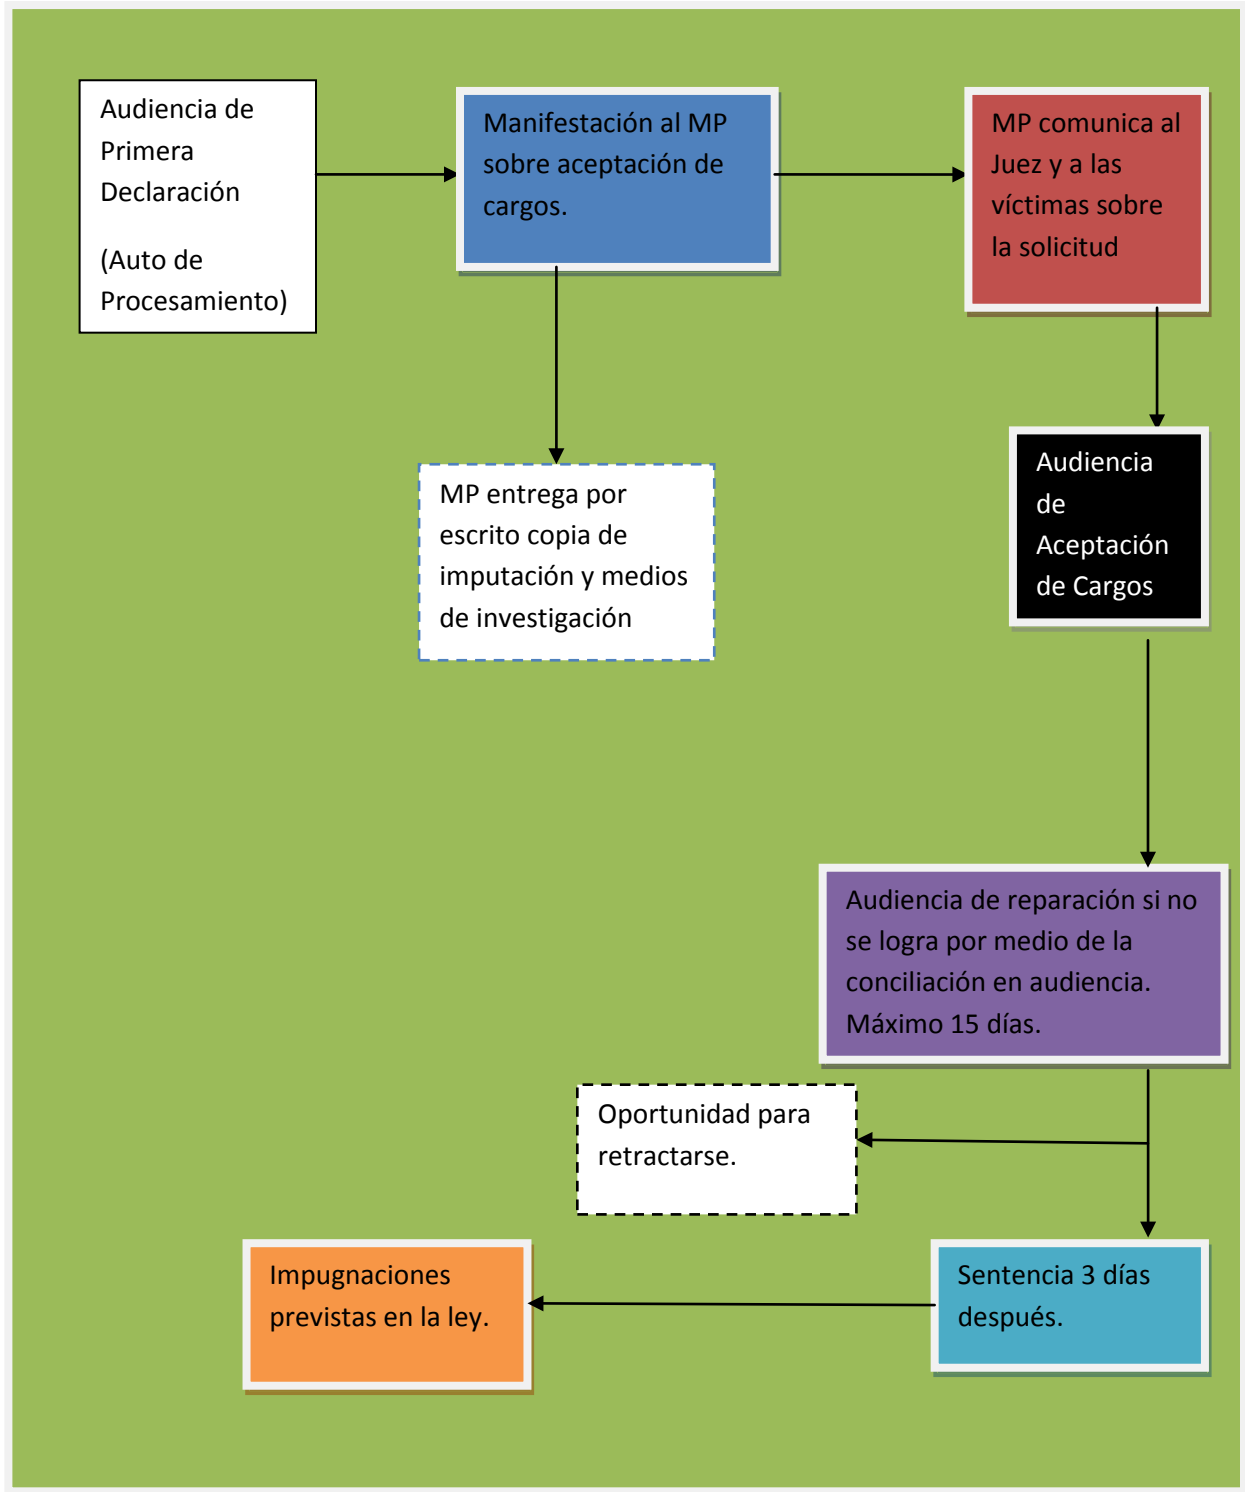 Audiencia de
Primera
Declaración
(Auto de
Procesamiento)
Manifestación al MP
sobre aceptación de
cargos.
MP comunica al
Juez y a las
víctimas sobre
la solicitud
MP entrega por
escrito copia de
imputación y medios
de investigación
Audiencia
de
Aceptación
de Cargos
Audiencia de reparación si no
se logra por medio de la
conciliación en audiencia.
Máximo 15 días.
Oportunidad para
retractarse.
Sentencia 3 días
después.
Impugnaciones
previstas en la ley.